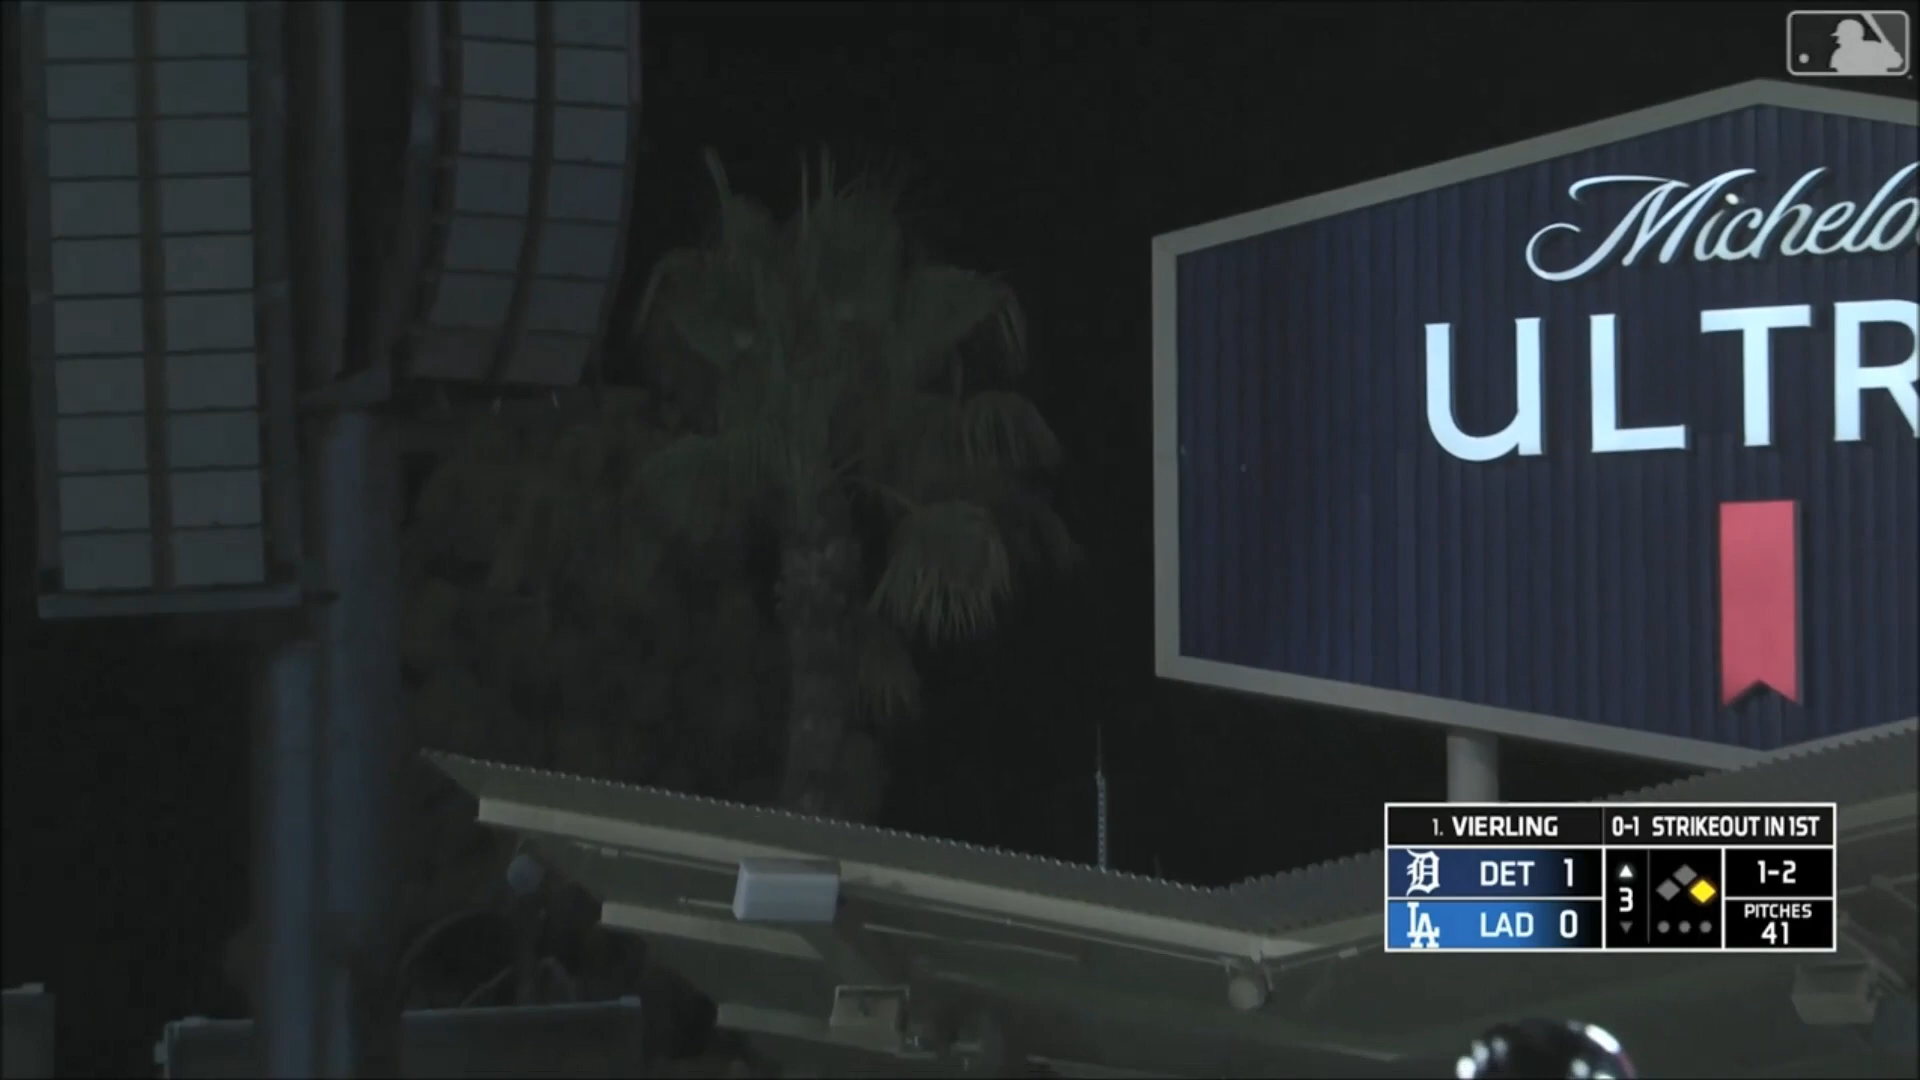 Michelo
ULTR
1. VIERLING 0-1 STRIKEOUT IN 1ST
DET 1
LAD 0
3
1-2
PITCHES
41